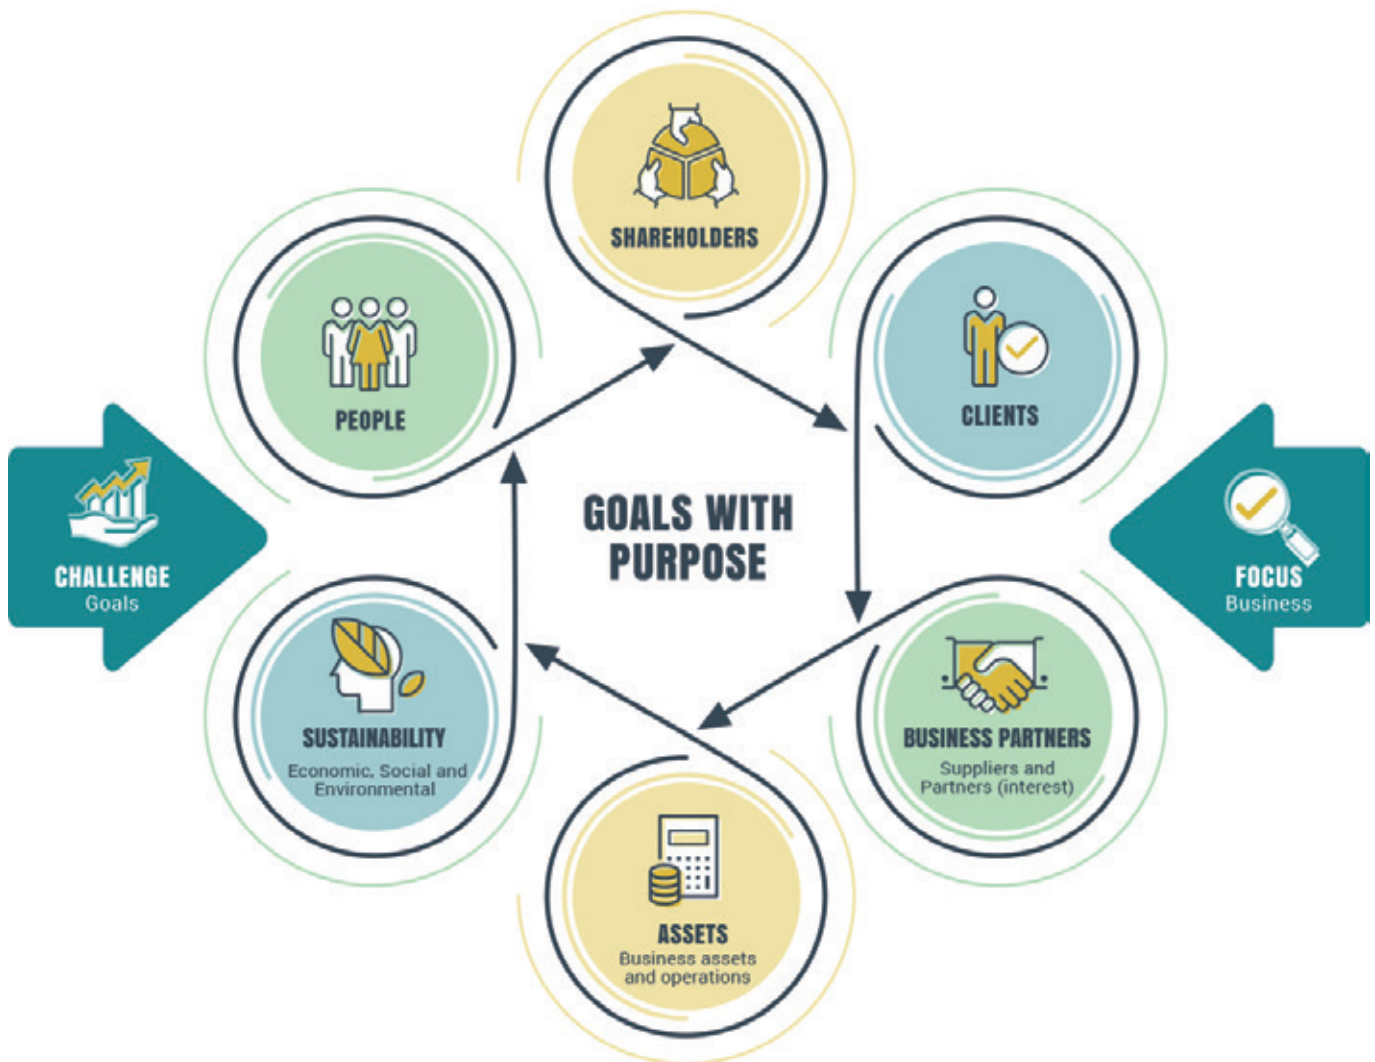 SHAREHOLDERS
PEOPLE
CLIENTS
CHALLENGE
Goals
GOALS WITH
PURPOSE
FOCUS
Business
SUSTAINABILITY
Economic, Social and
Environmental
BUSINESS PARTNERS
Suppliers and
Partners (interest)
ASSETS
Business assets
and operations